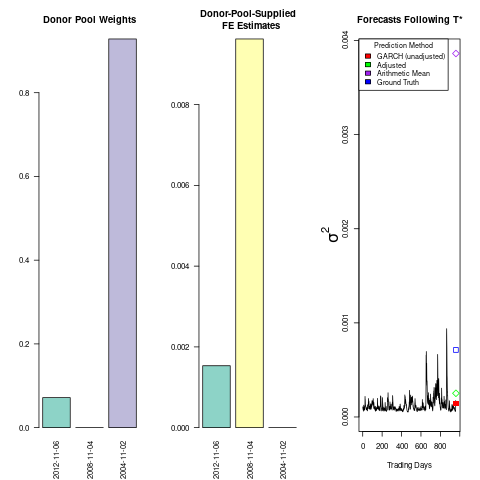 Donor Pool Weights
0.0
0.2
0.4
0.6
0.8
2012-11-06
2008-11-04
2004-11-02
Donor-Pool-Supplied
FE Estimates
0.000
0.002
0.004
0.006
0.008
2012-11-06
2008-11-04
2004-11-02
Forecasts Following T*
Prediction Method
GARCH (unadjusted)
Adjusted
Arithmetic Mean
Ground Truth
σ²
0.000
0.001
0.002
0.003
0.004
0 200 400 600 800
Trading Days